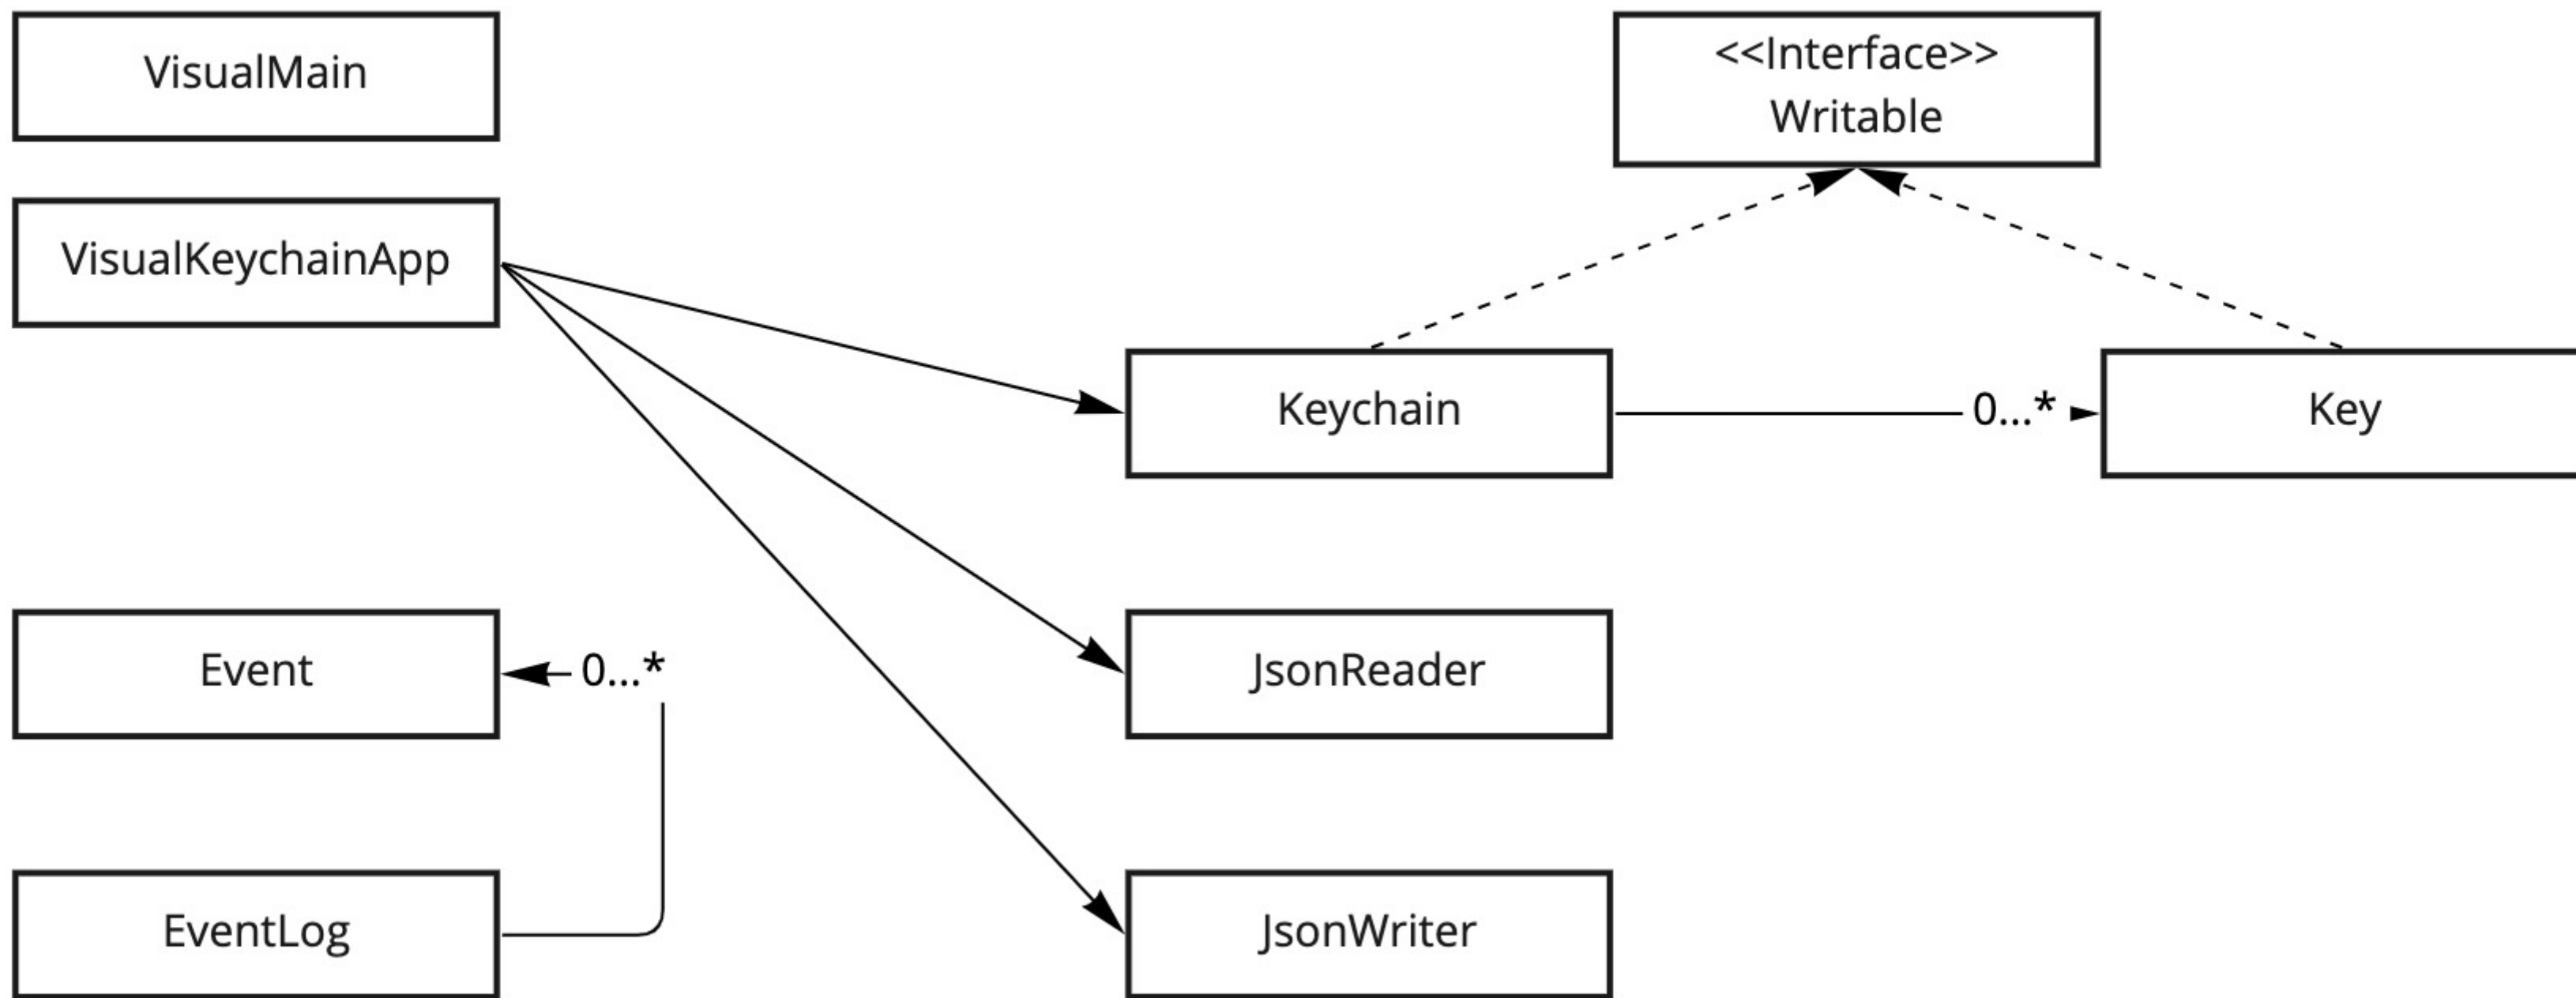 VisualMain
<<Interface>>
Writable
VisualKeychainApp
Keychain
0...*
Key
Event
0...*
JsonReader
EventLog
JsonWriter